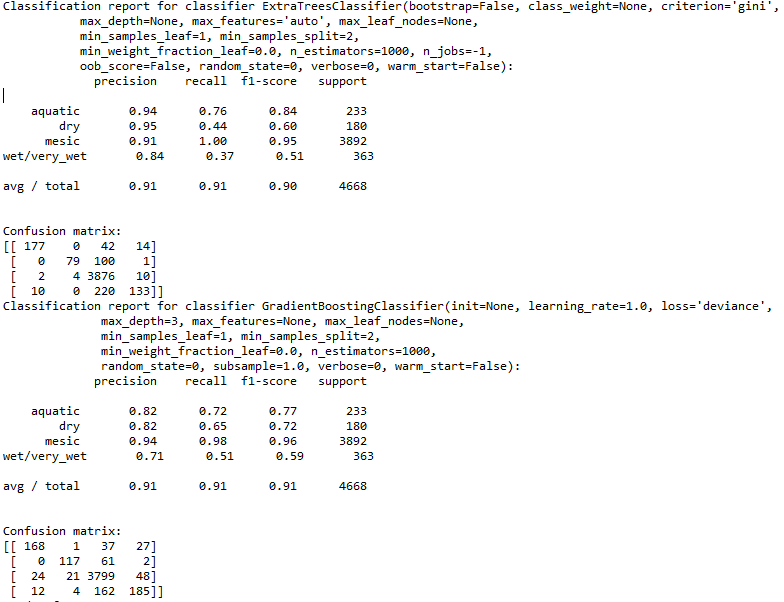 Classification report for classifier ExtraTreesClassifier(bootstrap=False, class_weight=None, criterion='gini',
           max_depth=None, max_features='auto', max_leaf_nodes=None,
           min_samples_leaf=1, min_samples_split=2,
           min_weight_fraction_leaf=0.0, n_estimators=1000, n_jobs=-1,
           oob_score=False, random_state=0, verbose=0, warm_start=False):
             precision    recall  f1-score   support
    aquatic       0.94      0.76      0.84       233
        dry       0.95      0.44      0.60       180
      mesic       0.91      1.00      0.95      3892
wet/very_wet       0.84      0.37      0.51       363
avg / total       0.91      0.91      0.90      4668
Confusion matrix:
[[ 177    0   42   14]
 [   0   79  100    1]
 [   2    4 3876   10]
 [  10    0  220  133]]
Classification report for classifier GradientBoostingClassifier(init=None, learning_rate=1.0, loss='deviance',
              max_depth=3, max_features=None, max_leaf_nodes=None,
              min_samples_leaf=1, min_samples_split=2,
              min_weight_fraction_leaf=0.0, n_estimators=1000,
              random_state=0, subsample=1.0, verbose=0, warm_start=False):
             precision    recall  f1-score   support
    aquatic       0.82      0.72      0.77       233
        dry       0.82      0.65      0.72       180
      mesic       0.94      0.98      0.96      3892
wet/very_wet       0.71      0.51      0.59       363
avg / total       0.91      0.91      0.91      4668
Confusion matrix:
[[ 168    1   37   27]
 [   0  117   61    2]
 [  24   21 3799   48]
 [  12    4  162  185]]